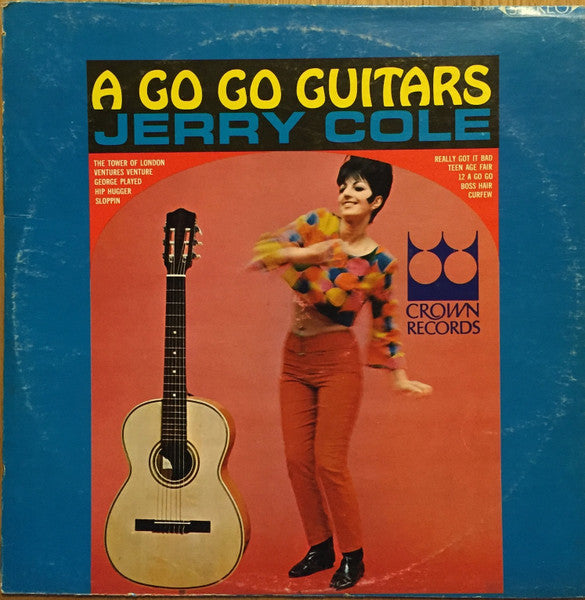 STEREO
A GO GO GUITARS
JERRY COLE
THE TOWER OF LONDON
VENTURES VENTURE
GEORGE PLAYED
HIP HUGGER
SLOPPIN
REALLY GOT IT BAD
TEEN AGE FAIR
12 A GO GO
BOSS HAIR
CURFEW
CROWN
RECORDS